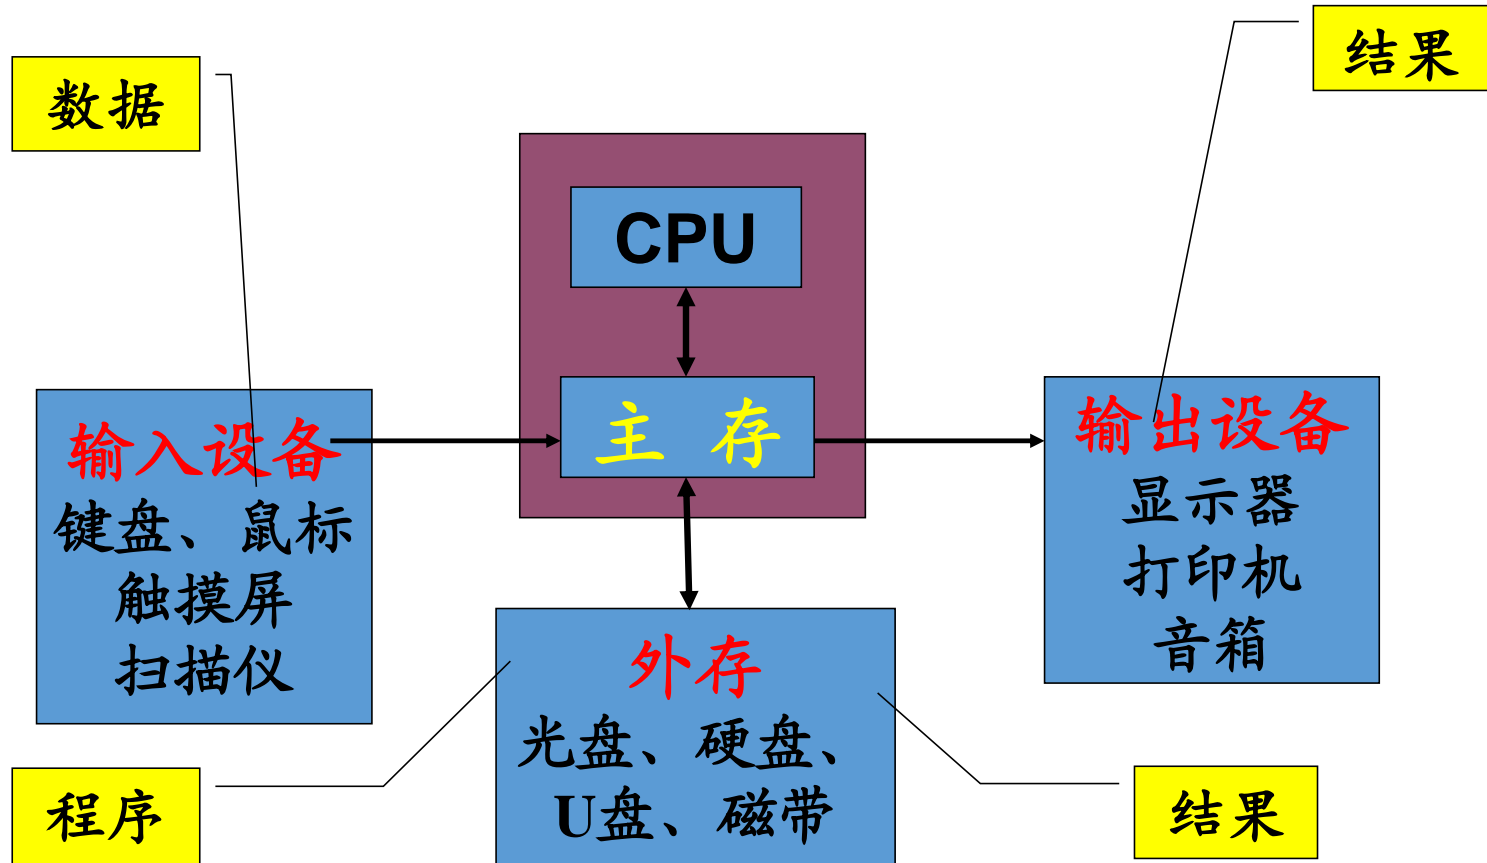 结果
数据
CPU
主 存
输入设备
键盘、鼠标
触摸屏
扫描仪
输出设备
显示器
打印机
音箱
外存
光盘、硬盘、
U盘、磁带
程序
结果